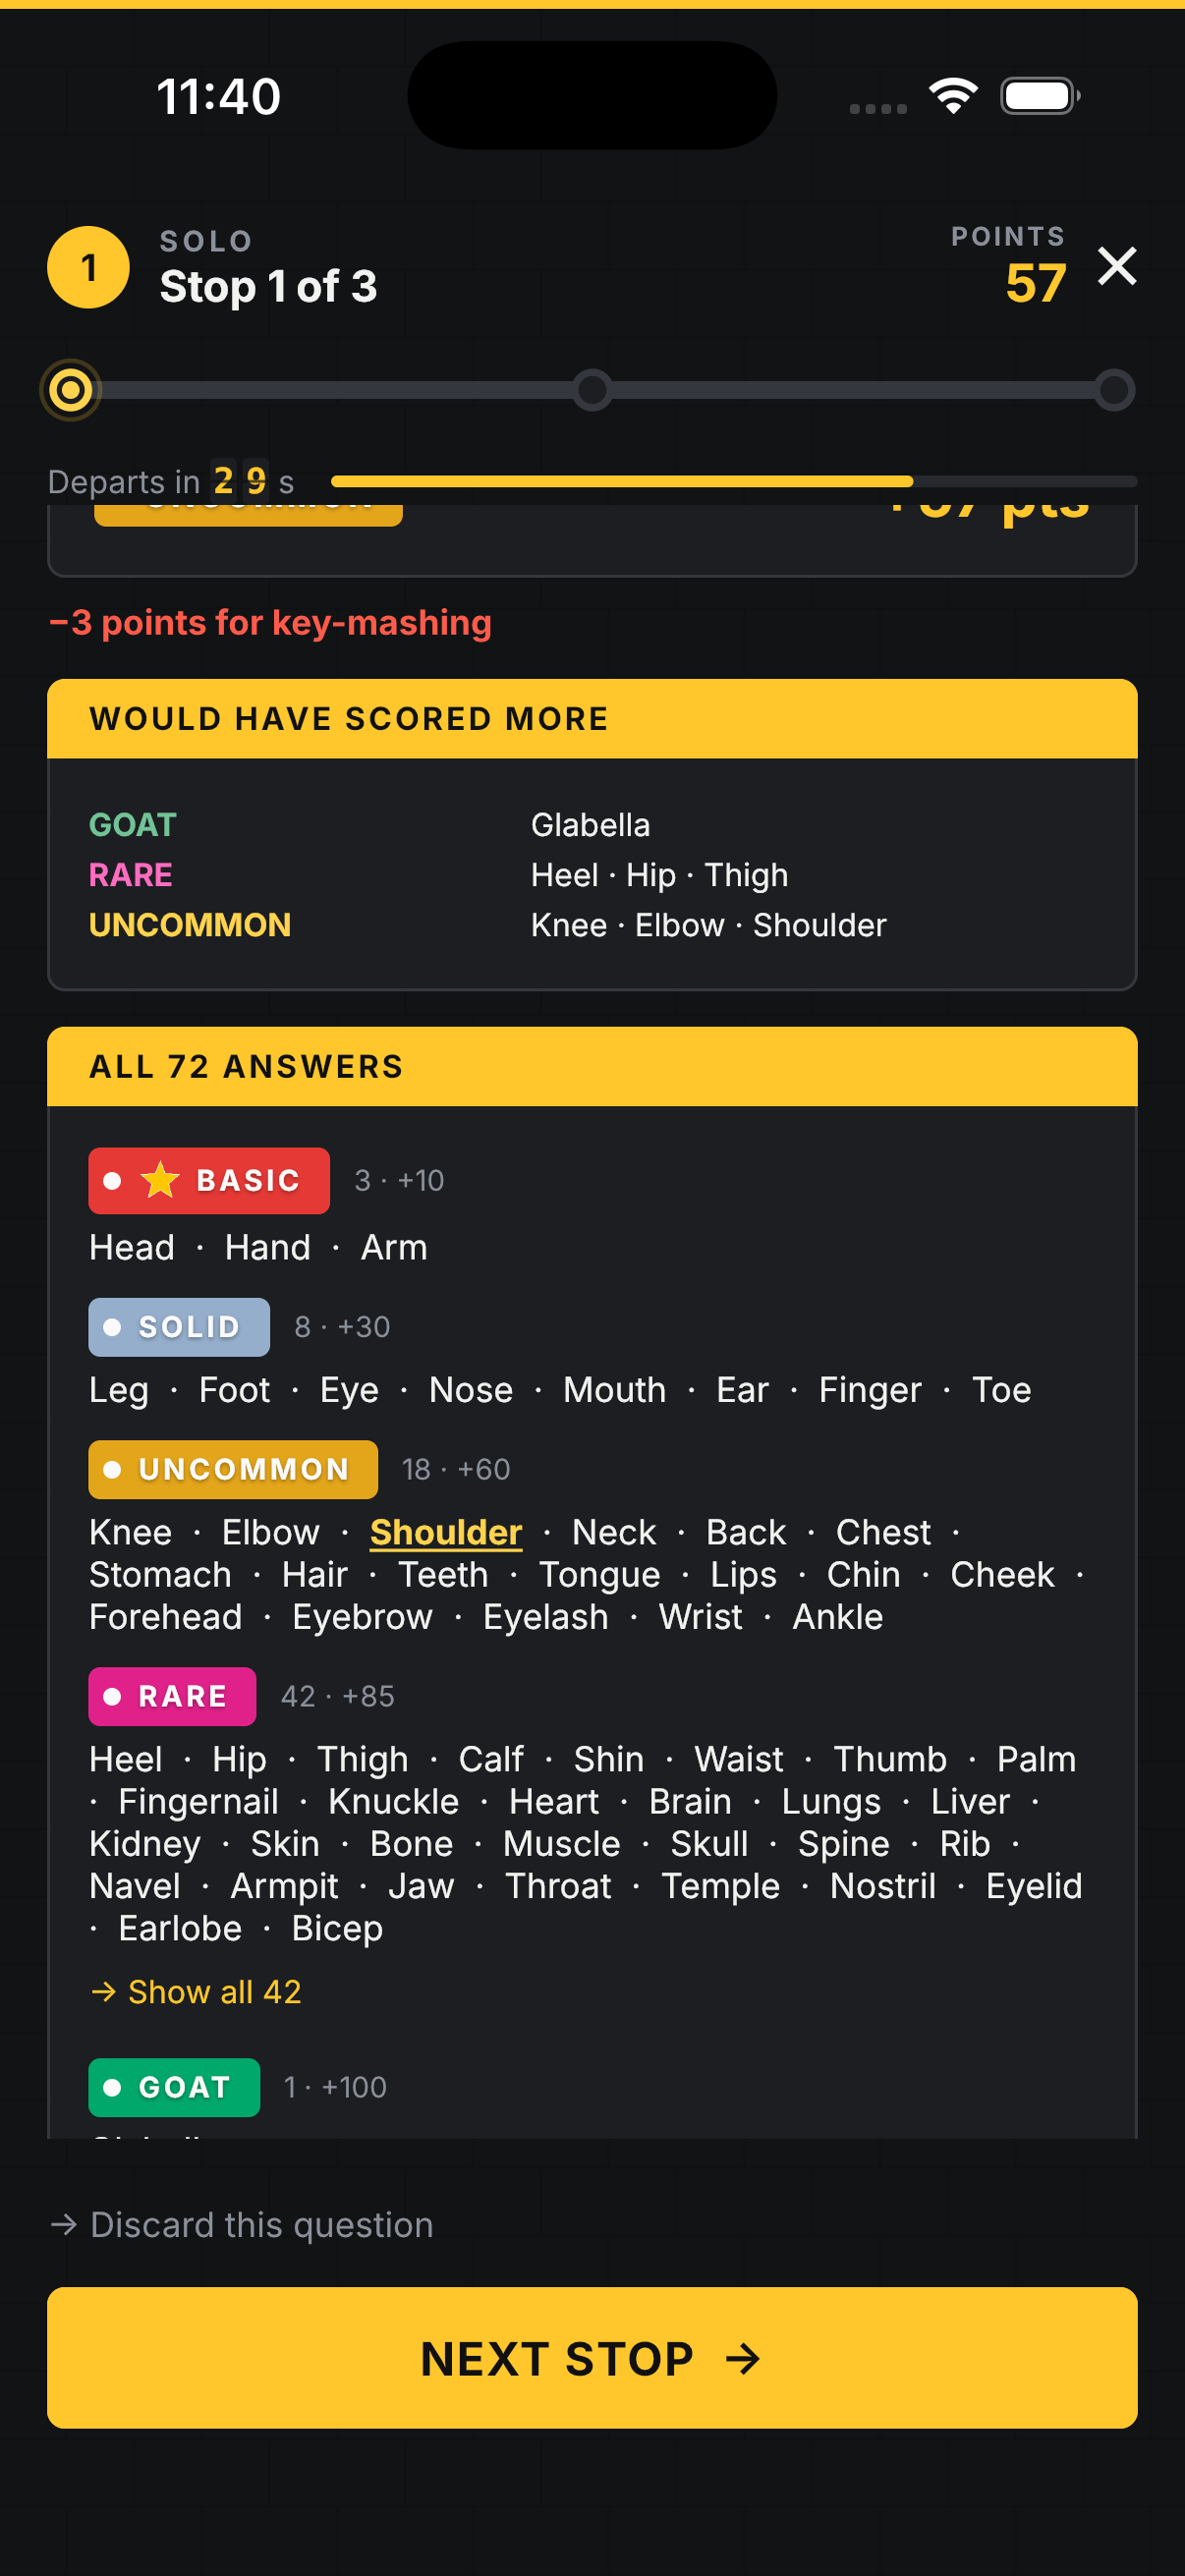 11:40
1
SOLO
Stop 1 of 3
POINTS
57
Departs in 29 s
−3 points for key-mashing
WOULD HAVE SCORED MORE
GOAT Glabella
RARE Heel · Hip · Thigh
UNCOMMON Knee · Elbow · Shoulder
ALL 72 ANSWERS
BASIC 3 · +10
Head · Hand · Arm
SOLID 8 · +30
Leg · Foot · Eye · Nose · Mouth · Ear · Finger · Toe
UNCOMMON 18 · +60
Knee · Elbow · Shoulder · Neck · Back · Chest ·
Stomach · Hair · Teeth · Tongue · Lips · Chin · Cheek ·
Forehead · Eyebrow · Eyelash · Wrist · Ankle
RARE 42 · +85
Heel · Hip · Thigh · Calf · Shin · Waist · Thumb · Palm
· Fingernail · Knuckle · Heart · Brain · Lungs · Liver ·
Kidney · Skin · Bone · Muscle · Skull · Spine · Rib ·
Navel · Armpit · Jaw · Throat · Temple · Nostril · Eyelid
· Earlobe · Bicep
→ Show all 42
GOAT 1 · +100
→ Discard this question
NEXT STOP →